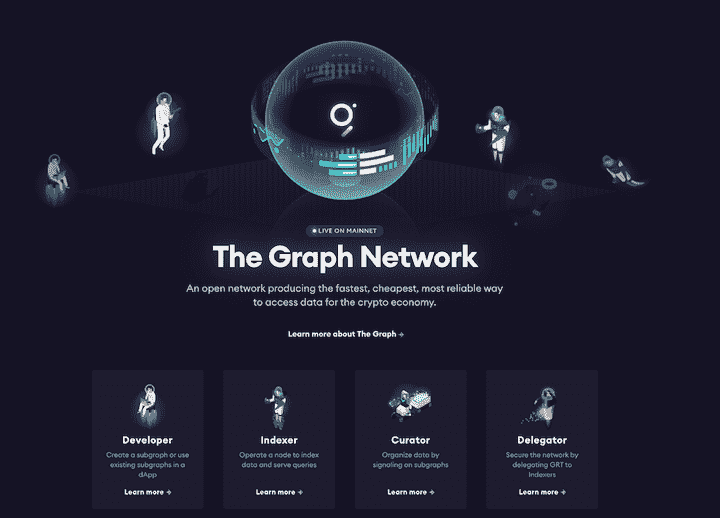 LIVE ON MAINNET
The Graph Network
An open network producing the fastest, cheapest, most reliable way
to access data for the crypto economy.
Learn more about The Graph →
Developer
Create a subgraph or use
existing subgraphs in a
dApp
Learn more →
Indexer
Operate a node to index
data and serve queries
Learn more →
Curator
Organize data by
signaling on subgraphs
Learn more →
Delegator
Secure the network by
delegating GRT to
Indexers
Learn more →